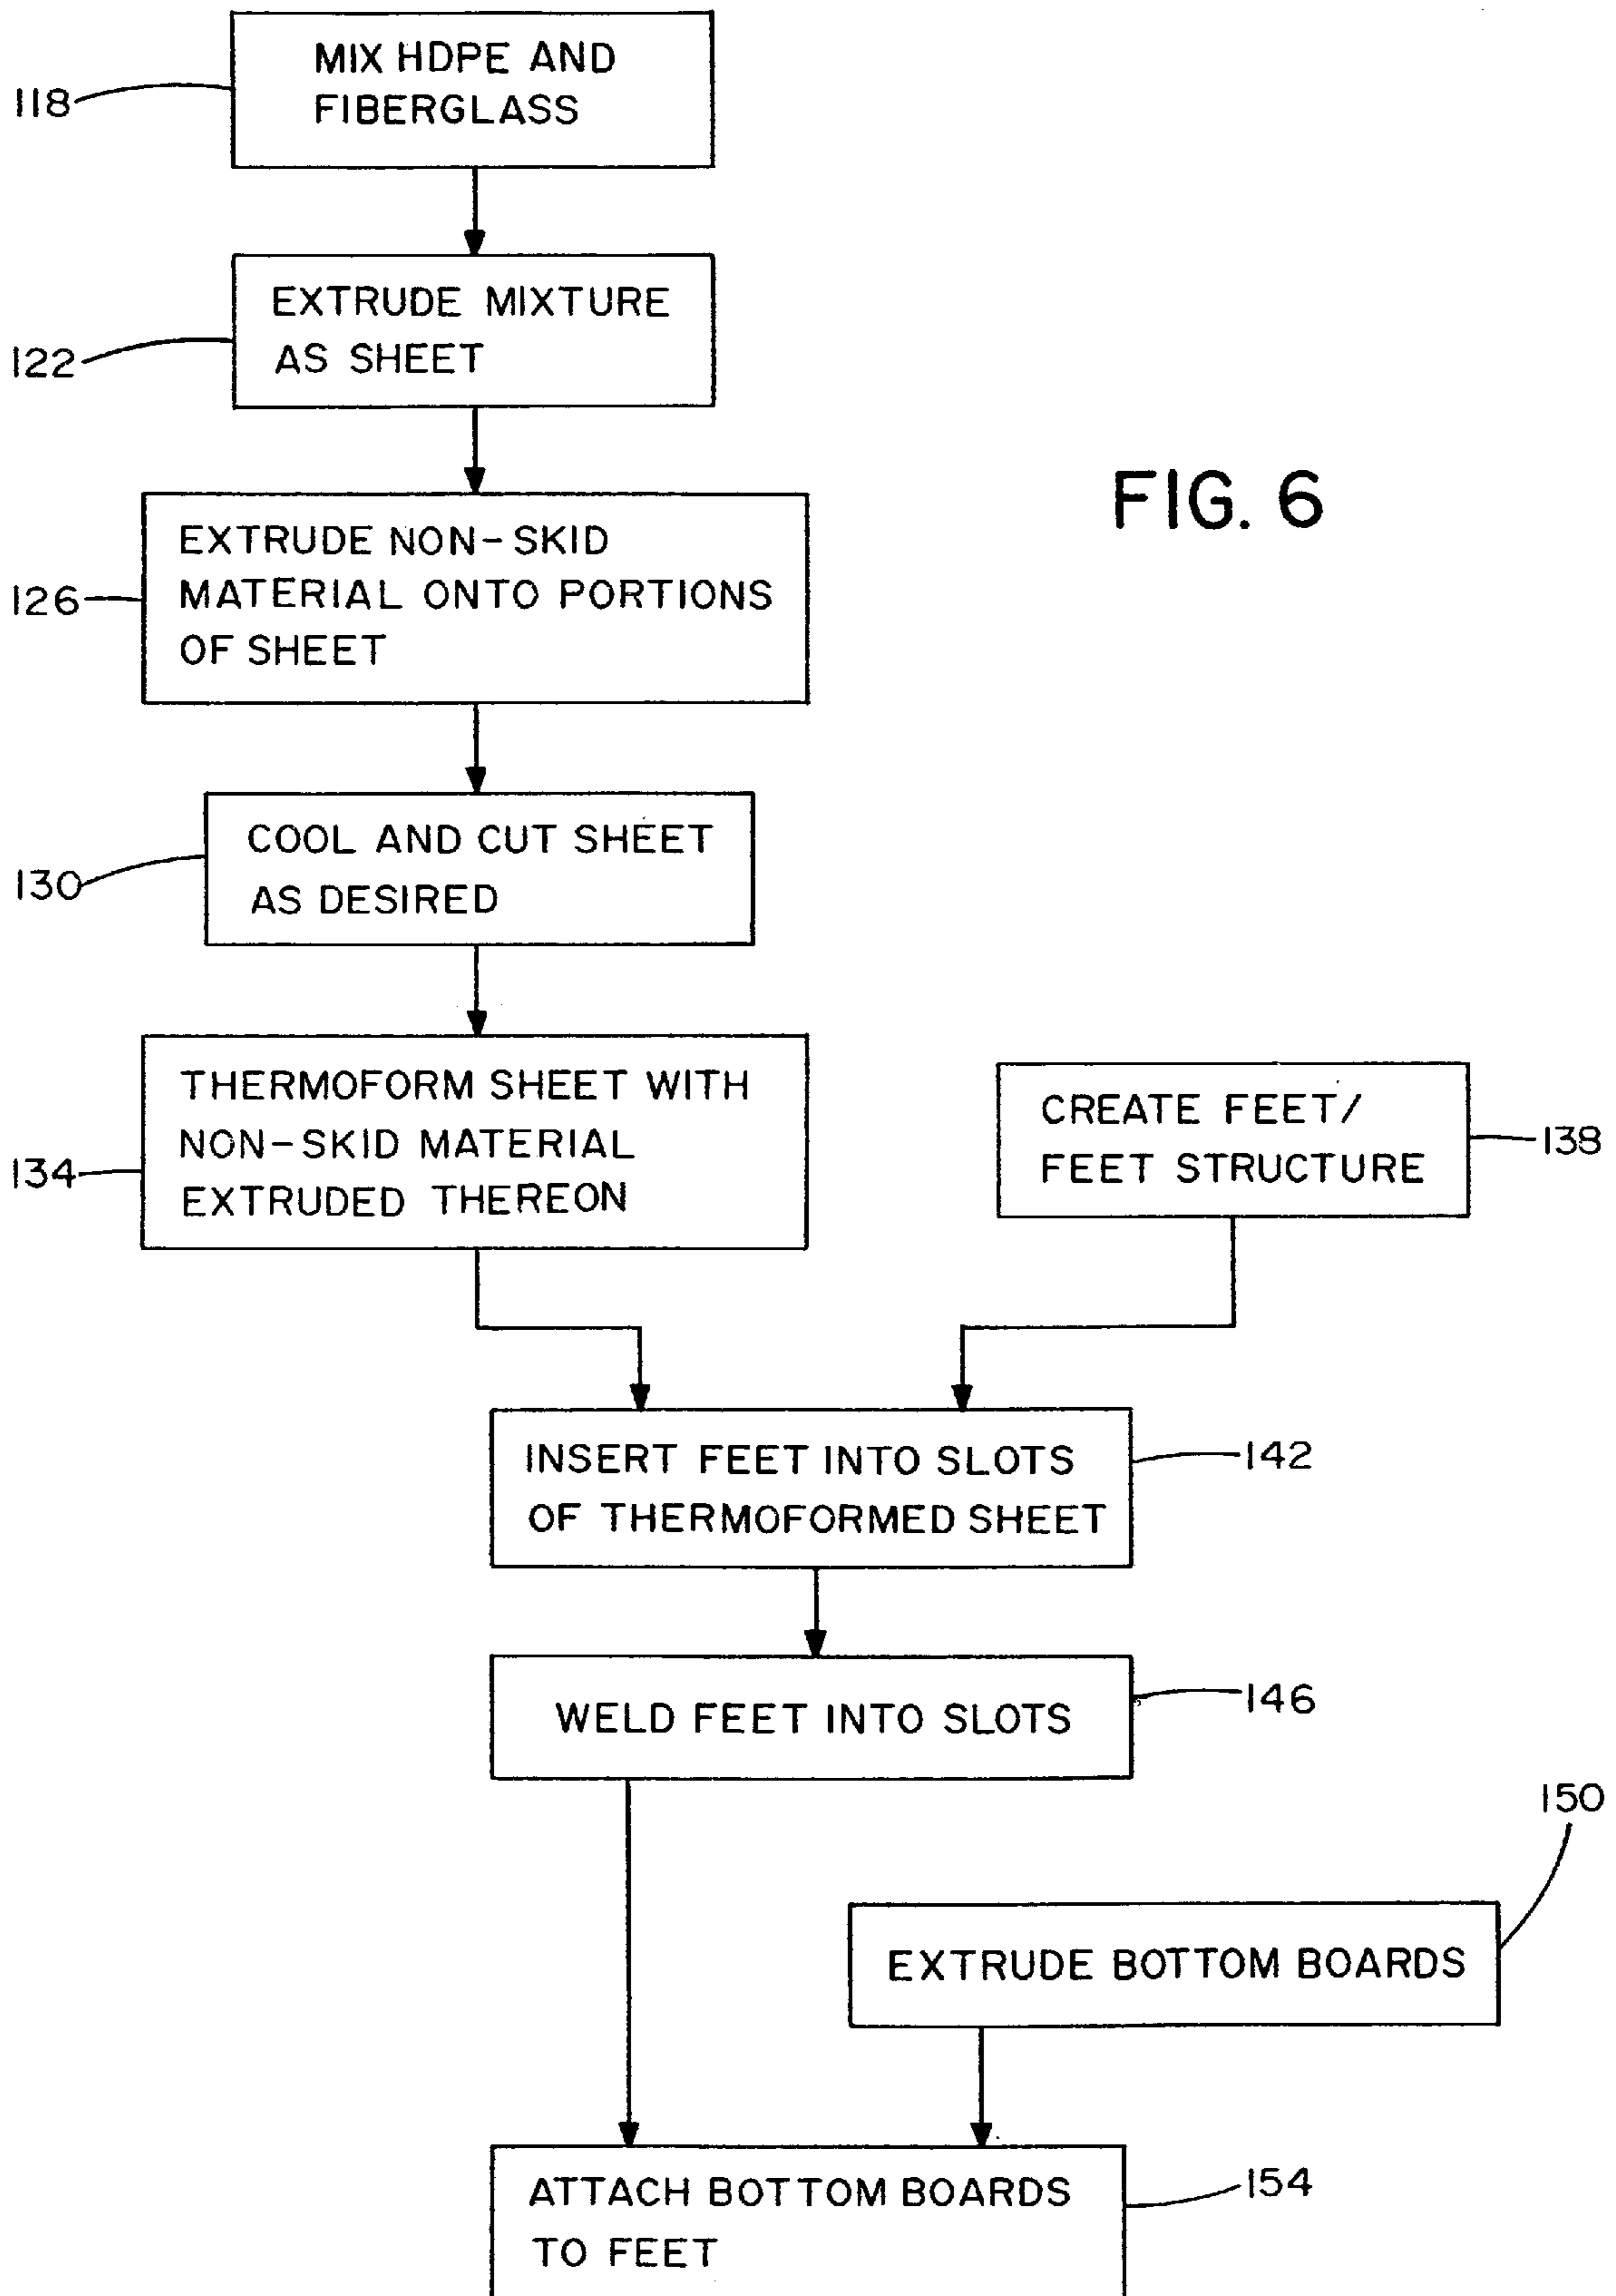 MIX HDPE AND
FIBERGLASS
118
EXTRUDE MIXTURE
AS SHEET
122
FIG. 6
EXTRUDE NON-SKID
MATERIAL ONTO PORTIONS
OF SHEET
126
COOL AND CUT SHEET
AS DESIRED
130
THERMOFORM SHEET WITH
NON-SKID MATERIAL
EXTRUDED THEREON
134
CREATE FEET/
FEET STRUCTURE
138
INSERT FEET INTO SLOTS
OF THERMOFORMED SHEET
142
WELD FEET INTO SLOTS
146
150
EXTRUDE BOTTOM BOARDS
ATTACH BOTTOM BOARDS
TO FEET
154